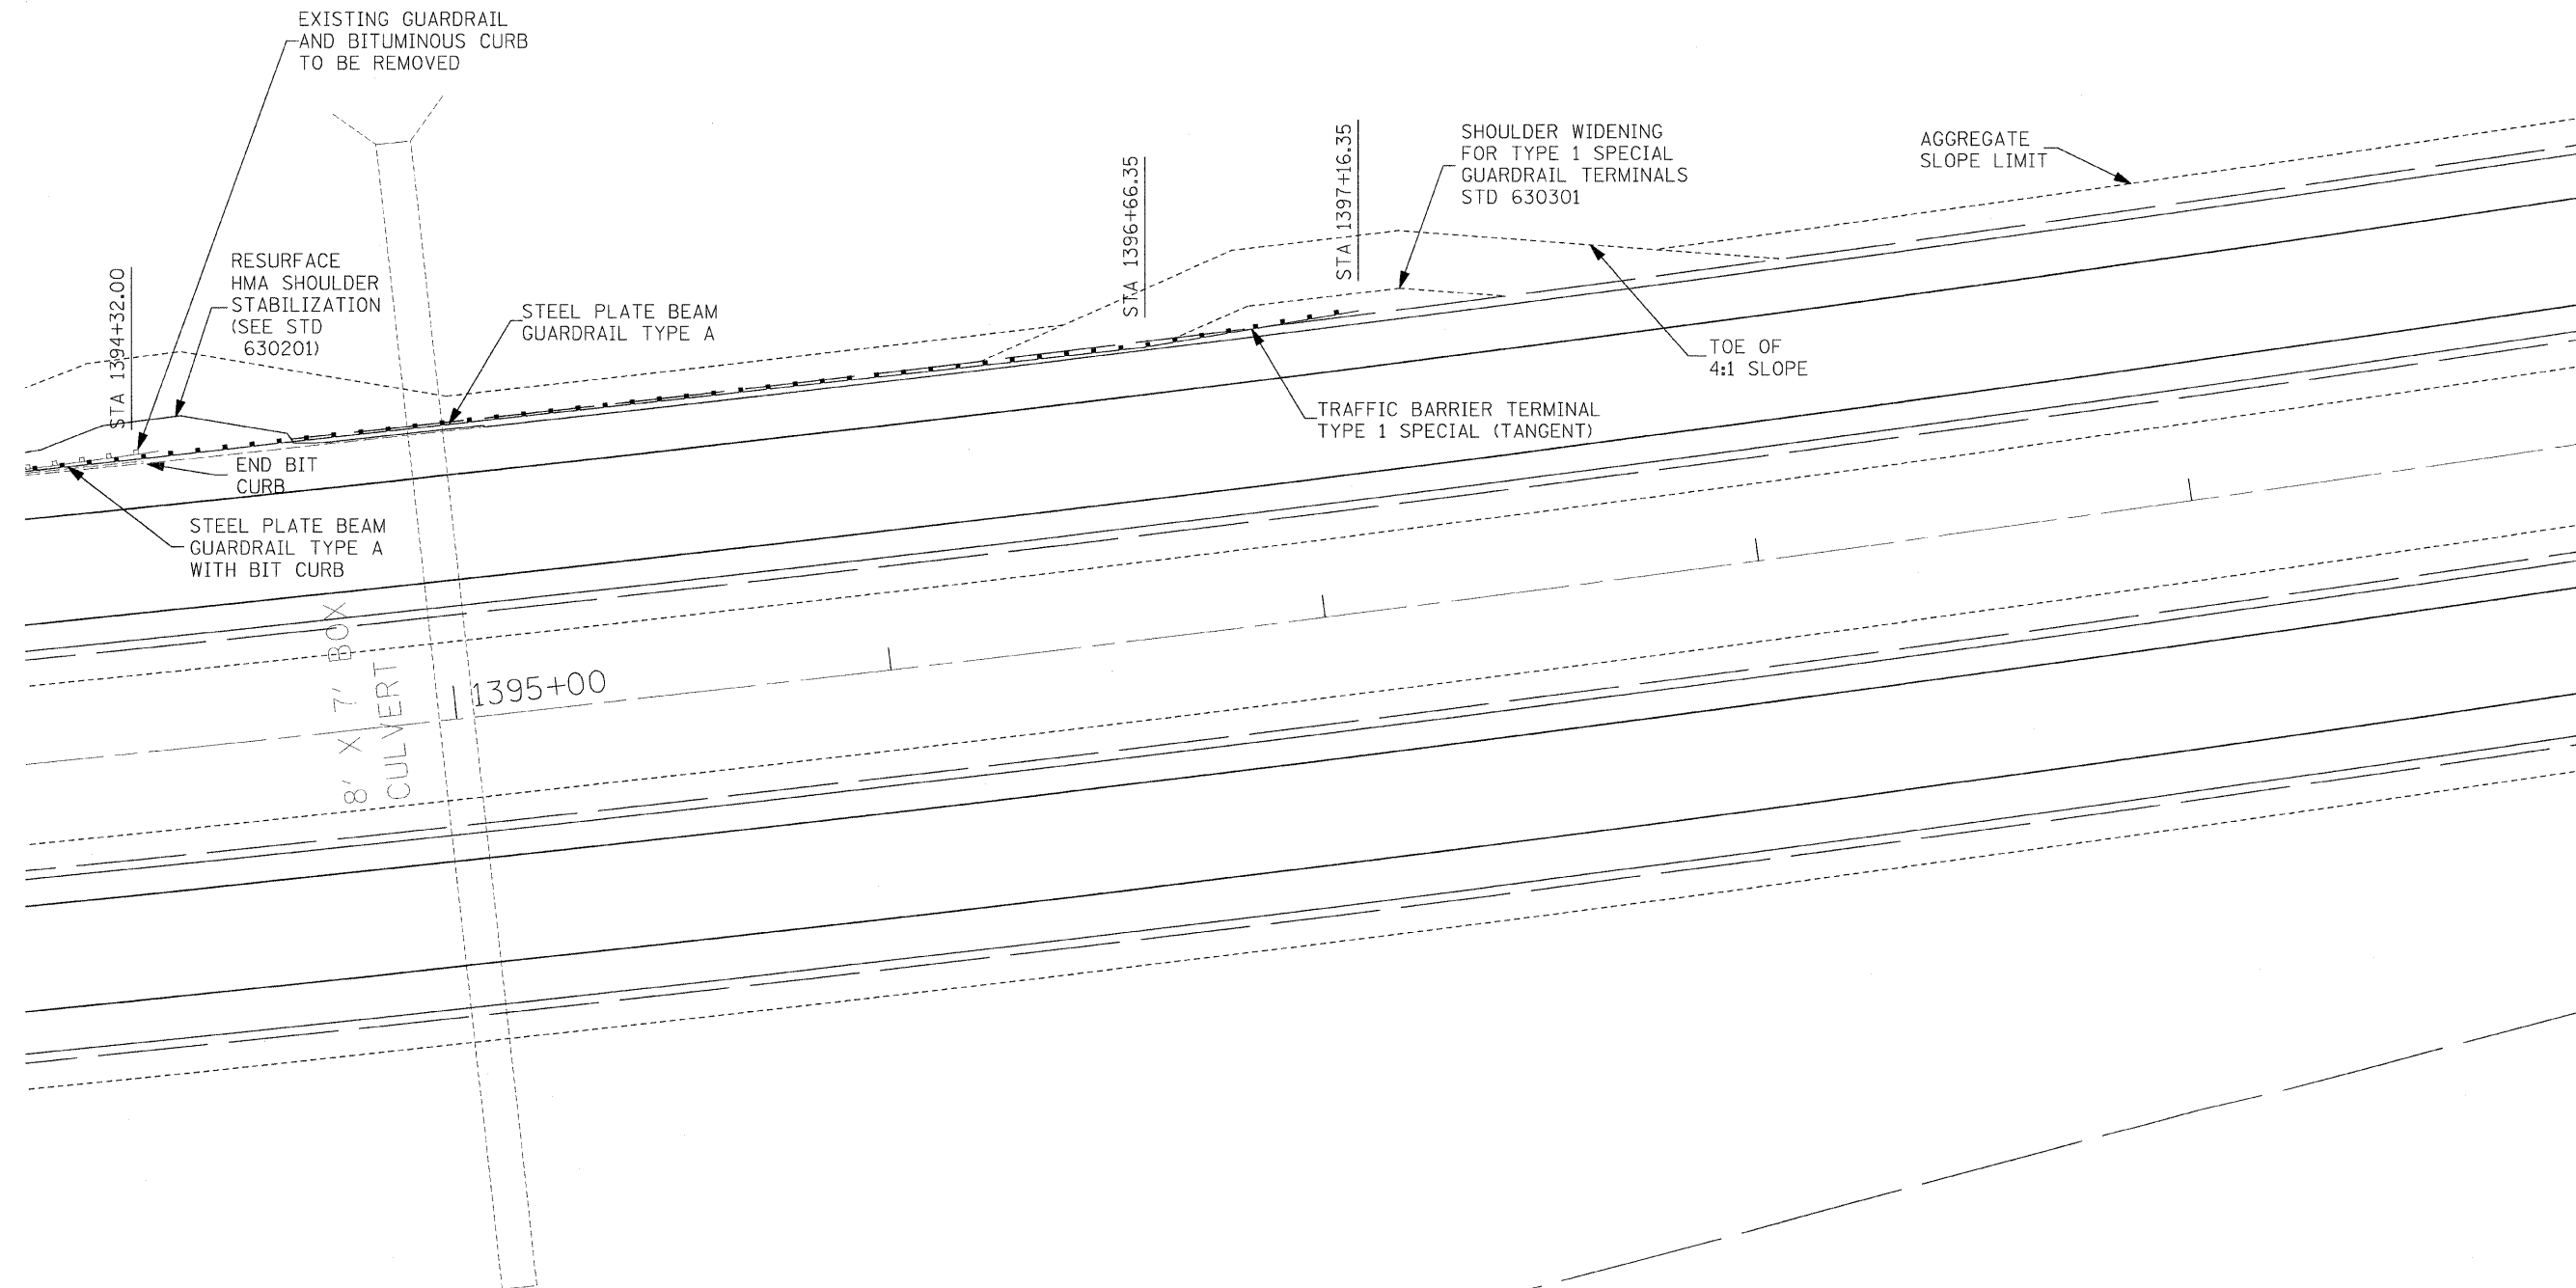 EXISTING GUARDRAIL
AND BITUMINOUS CURB
TO BE REMOVED
STA 1394+32.00
RESURFACE
HMA SHOULDER
STABILIZATION
(SEE STD
630201)
STEEL PLATE BEAM
GUARDRAIL TYPE A
STA 1396+66.35
STA 1397+16.35
SHOULDER WIDENING
FOR TYPE 1 SPECIAL
GUARDRAIL TERMINALS
STD 630301
AGGREGATE
SLOPE LIMIT
TOE OF
4:1 SLOPE
TRAFFIC BARRIER TERMINAL
TYPE 1 SPECIAL (TANGENT)
END BIT
CURB
STEEL PLATE BEAM
GUARDRAIL TYPE A
WITH BIT CURB
8' X 7' BOX
CULVERT
1395+00